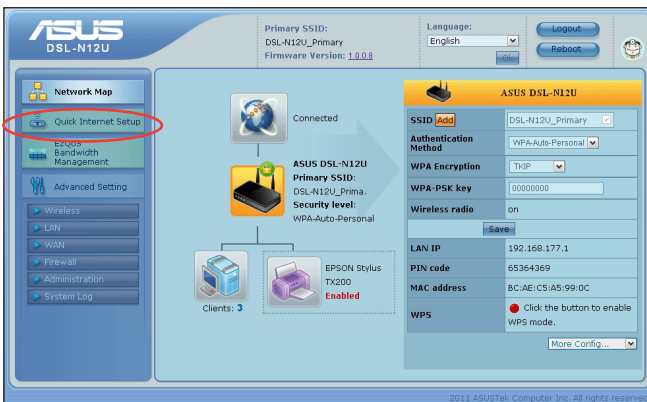 ASUS
DSL-N12U
Primary SSID:
DSL-N12U_Primary
Firmware Version: 1.0.0.8
Language:
English
Ok
Logout
Reboot
Network Map
Quick Internet Setup
EzQoS
Bandwidth
Management
Advanced Setting
Wireless
LAN
WAN
Firewall
Administration
System Log
Connected
ASUS DSL-N12U
Primary SSID:
DSL-N12U_Prima.
Security level:
WPA-Auto-Personal
Clients: 3
EPSON Stylus
TX200
Enabled
ASUS DSL-N12U
SSID Add DSL-N12U_Primary
Authentication
Method WPA-Auto-Personal
WPA Encryption TKIP
WPA-PSK key 00000000
Wireless radio on
Save
LAN IP 192.168.177.1
PIN code 65364369
MAC address BC:AE:C5:A5:99:0C
WPS Click the button to enable
WPS mode.
More Config...
2011 ASUSTek Computer Inc. All rights reserved